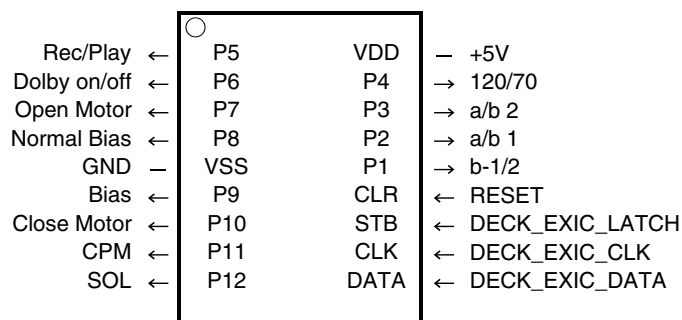 Rec/Play ← P5 VDD – +5V
Dolby on/off ← P6 P4 → 120/70
Open Motor ← P7 P3 → a/b 2
Normal Bias ← P8 P2 → a/b 1
GND – VSS P1 → b-1/2
Bias ← P9 CLR ← RESET
Close Motor ← P10 STB ← DECK_EXIC_LATCH
CPM ← P11 CLK ← DECK_EXIC_CLK
SOL ← P12 DATA ← DECK_EXIC_DATA